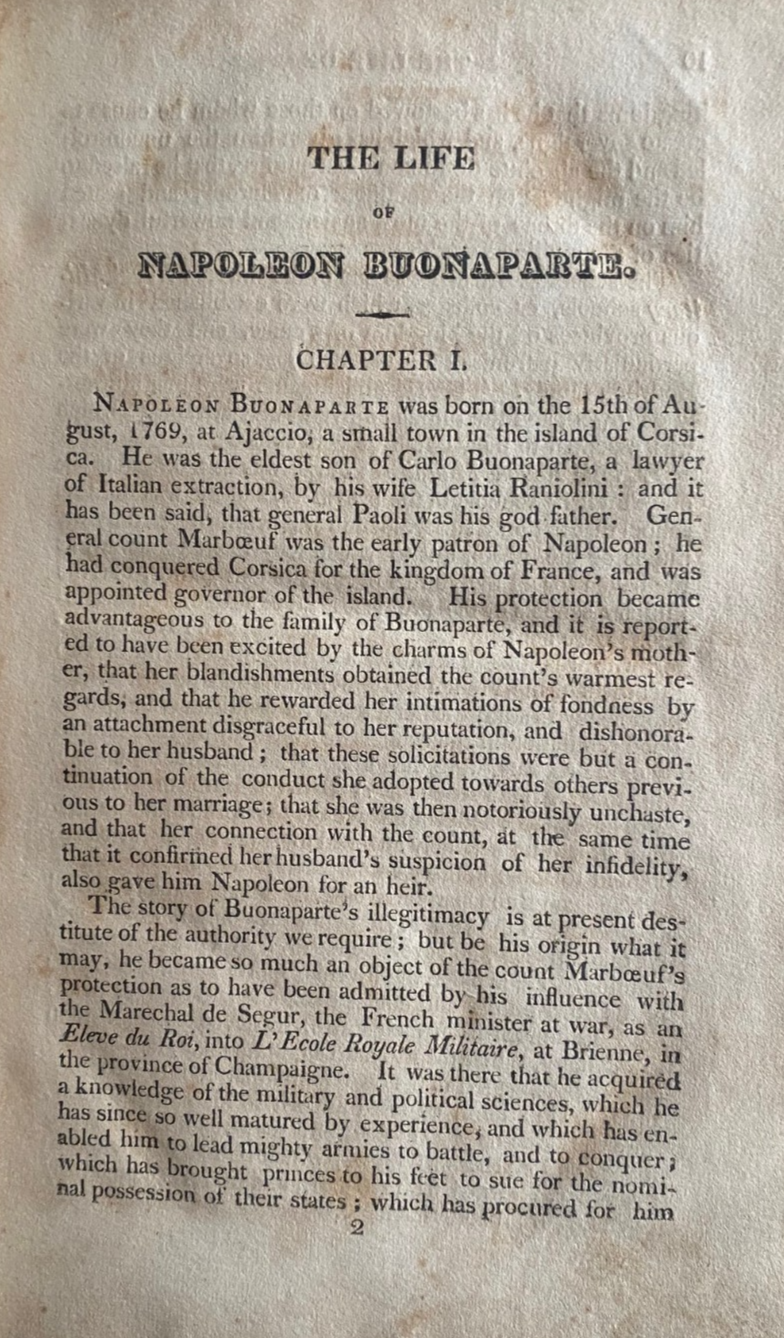 THE LIFE
OF
NAPOLEON BUONAPARTE.
CHAPTER I.
NAPOLEON BUONAPARTE was born on the 15th of Au-
gust, 1769, at Ajaccio, a small town in the island of Corsi-
ca. He was the eldest son of Carlo Buonaparte, a lawyer
of Italian extraction, by his wife Letitia Raniolini : and it
has been said, that general Paoli was his god father. Gen-
eral count Marbœuf was the early patron of Napoleon ; he
had conquered Corsica for the kingdom of France, and was
appointed governor of the island. His protection became
advantageous to the family of Buonaparte, and it is report-
ed to have been excited by the charms of Napoleon's moth-
er, that her blandishments obtained the count's warmest re-
gards, and that he rewarded her intimations of fondness by
an attachment disgraceful to her reputation, and dishonora-
ble to her husband ; that these solicitations were but a con-
tinuation of the conduct she adopted towards others previ-
ous to her marriage; that she was then notoriously unchaste,
and that her connection with the count, at the same time
that it confirmed her husband's suspicion of her infidelity,
also gave him Napoleon for an heir.
The story of Buonaparte's illegitimacy is at present des-
titute of the authority we require ; but be his origin what it
may, he became so much an object of the count Marbœuf's
protection as to have been admitted by his influence with
the Marechal de Segur, the French minister at war, as an
Eleve du Roi, into L'Ecole Royale Militaire, at Brienne, in
the province of Champaigne. It was there that he acquired
a knowledge of the military and political sciences, which he
has since so well matured by experience, and which has en-
abled him to lead mighty armies to battle, and to conquer ;
which has brought princes to his feet to sue for the nomi-
nal possession of their states ; which has procured for him
2